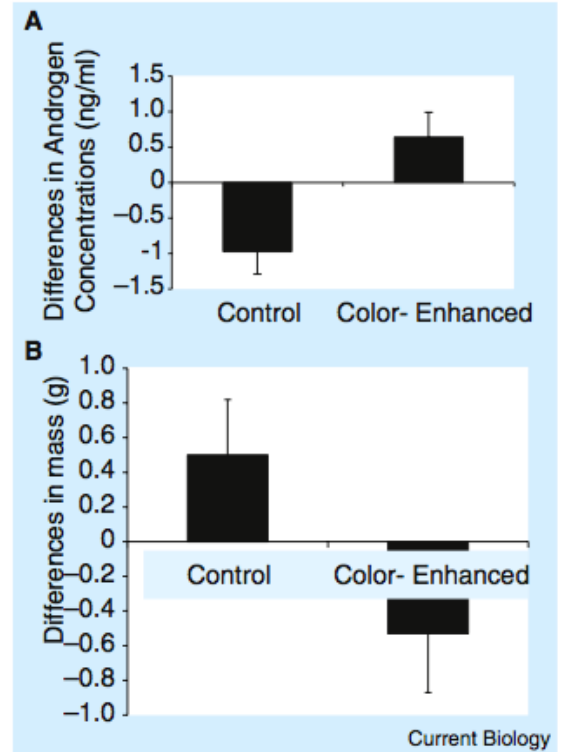 A
Differences in Androgen
Concentrations (ng/ml)
1.5
1.0
0.5
0
–0.5
-1
–1.5
Control Color- Enhanced
B
Differences in mass (g)
1.0
0.8
0.6
0.4
0.2
0
Control Color- Enhanced
–0.2
–0.4
–0.6
–0.8
–1.0
Current Biology